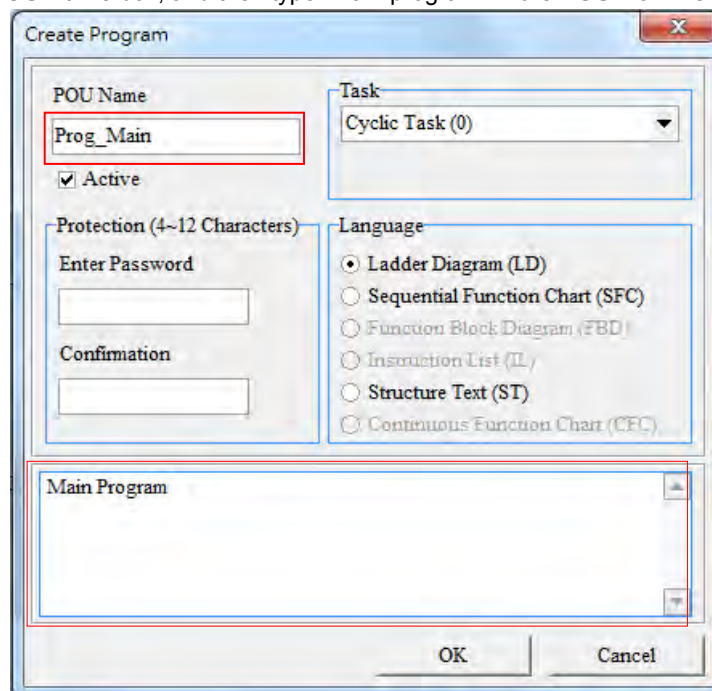 Create Program
POU Name
Prog_Main
Active
Task
Cyclic Task (0)
Protection (4~12 Characters)
Enter Password
Confirmation
Language
Ladder Diagram (LD)
Sequential Function Chart (SFC)
Function Block Diagram (FBD)
Instruction List (IL)
Structure Text (ST)
Continuous Function Chart (CFC)
Main Program
OK
Cancel